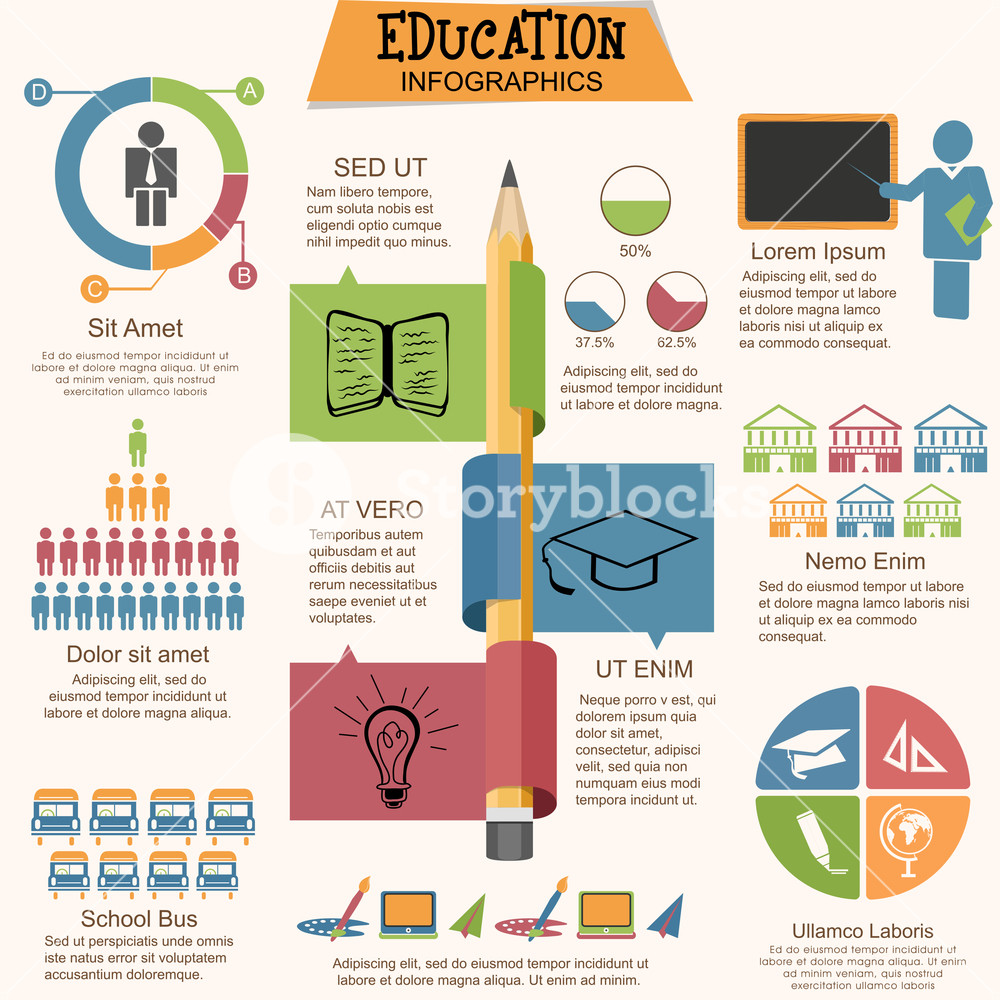 EDUCATION
INFOGRAPHICS
D
A
B
C
Sit Amet
Ed do eiusmod tempor incididunt ut
labore et dolore magna aliqua. Ut enim
ad minim veniam, quis nostrud
exercitation ullamco laboris
SED UT
Nam libero tempore,
cum soluta nobis est
eligendi optio cumque
nihil impedit quo minus.
50%
37.5%
62.5%
Adipiscing elit, sed do
eiusmod tempor incididunt
ut labore et dolore magna.
Lorem Ipsum
Adipiscing elit, sed do
eiusmod tempor ut labore
et dolore magna lamco
laboris nisi ut aliquip ex
ea commodo consequat.
Dolor sit amet
Adipiscing elit, sed do
eiusmod tempor incididunt ut
labore et dolore magna aliqua.
AT VERO
Temporibus autem
quibusdam et aut
officiis debitis aut
rerum necessitatibus
saepe eveniet ut et
voluptates.
Storyblocks
Nemo Enim
Sed do eiusmod tempor ut labore
et dolore magna lamco laboris nisi
ut aliquip ex ea commodo
consequat.
UT ENIM
Neque porro v est, qui
dolorem ipsum quia
dolor sit amet,
consectetur, adipisci
velit, sed quia non
numquam eius modi
tempora incidunt ut.
School Bus
Sed ut perspiciatis unde omnis
iste natus error sit voluptatem
accusantium doloremque.
Adipiscing elit, sed do eiusmod tempor incididunt ut
labore et dolore magna aliqua. Ut enim ad minim.
Ullamco Laboris
Ed do eiusmod tempor incididunt ut
labore et dolore magna aliqua. Ut enim
ad minim veniam, quis nostrud
exercitation ullamco laboris